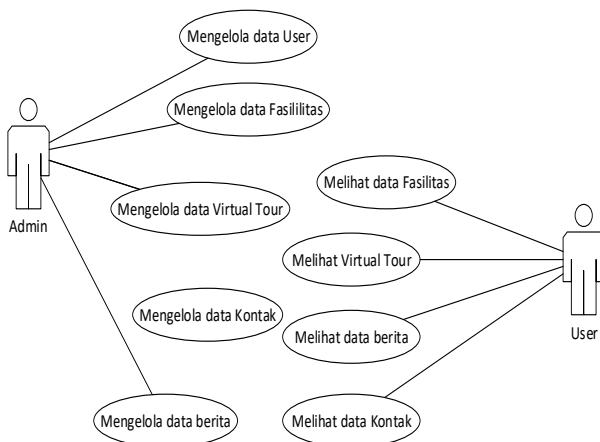 Mengelola data User
Mengelola data Fasililitas
Admin
Mengelola data Virtual Tour
Melihat data Fasilitas
Melihat Virtual Tour
User
Mengelola data Kontak
Melihat data berita
Mengelola data berita
Melihat data Kontak